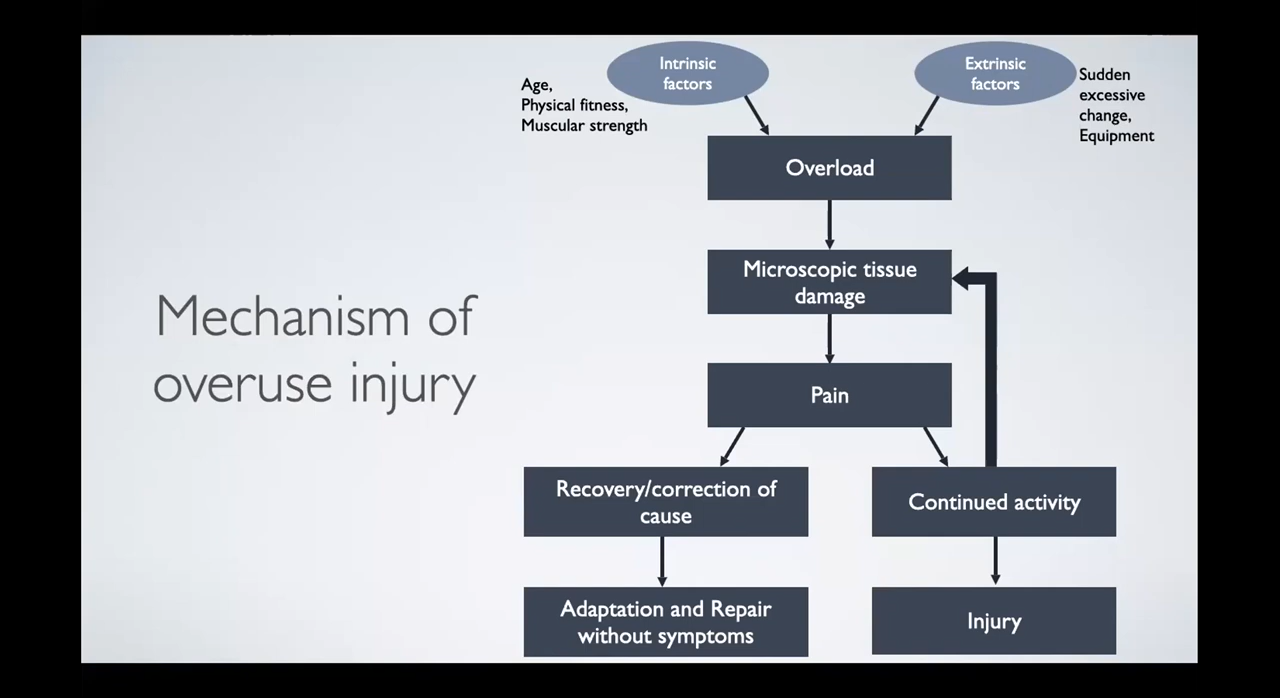 Mechanism of
overuse injury
Intrinsic
factors
Age,
Physical fitness,
Muscular strength
Extrinsic
factors
Sudden
excessive
change,
Equipment
Overload
Microscopic tissue
damage
Pain
Recovery/correction of
cause
Continued activity
Adaptation and Repair
without symptoms
Injury